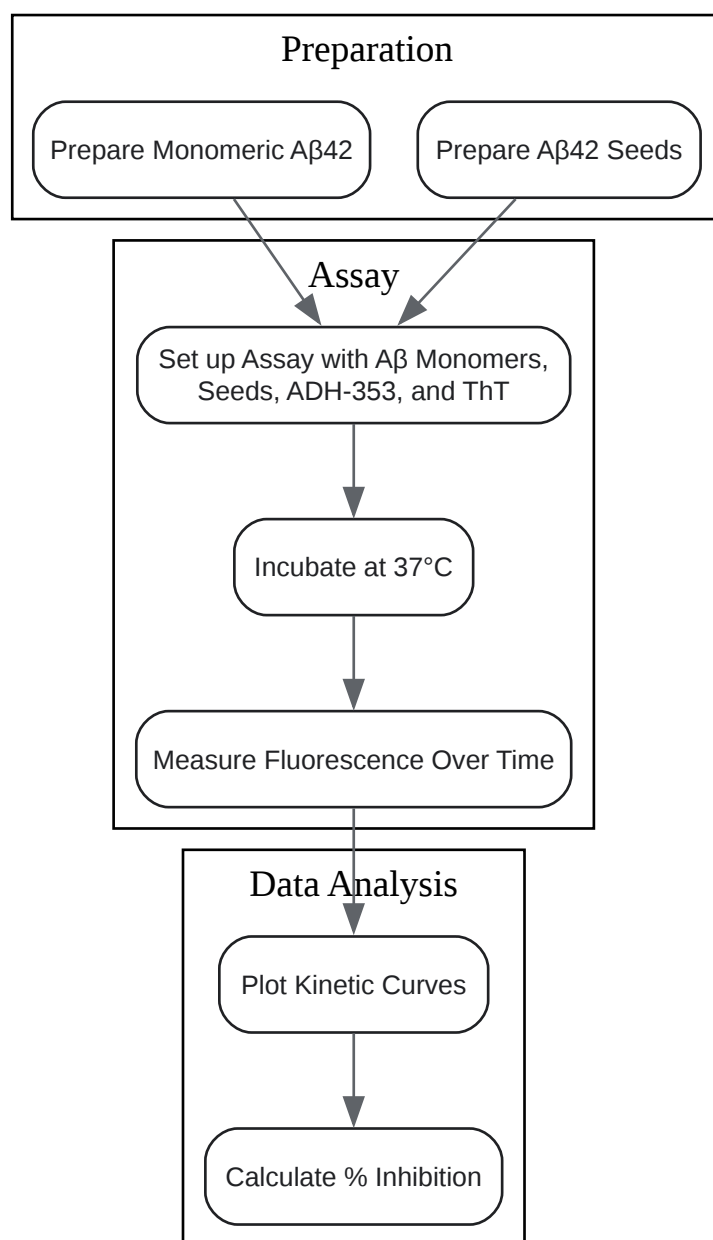 Preparation
Prepare Monomeric Aβ42
Prepare Aβ42 Seeds
Assay
Set up Assay with Aβ Monomers,
Seeds, ADH-353, and ThT
Incubate at 37°C
Measure Fluorescence Over Time
Data Analysis
Plot Kinetic Curves
Calculate % Inhibition